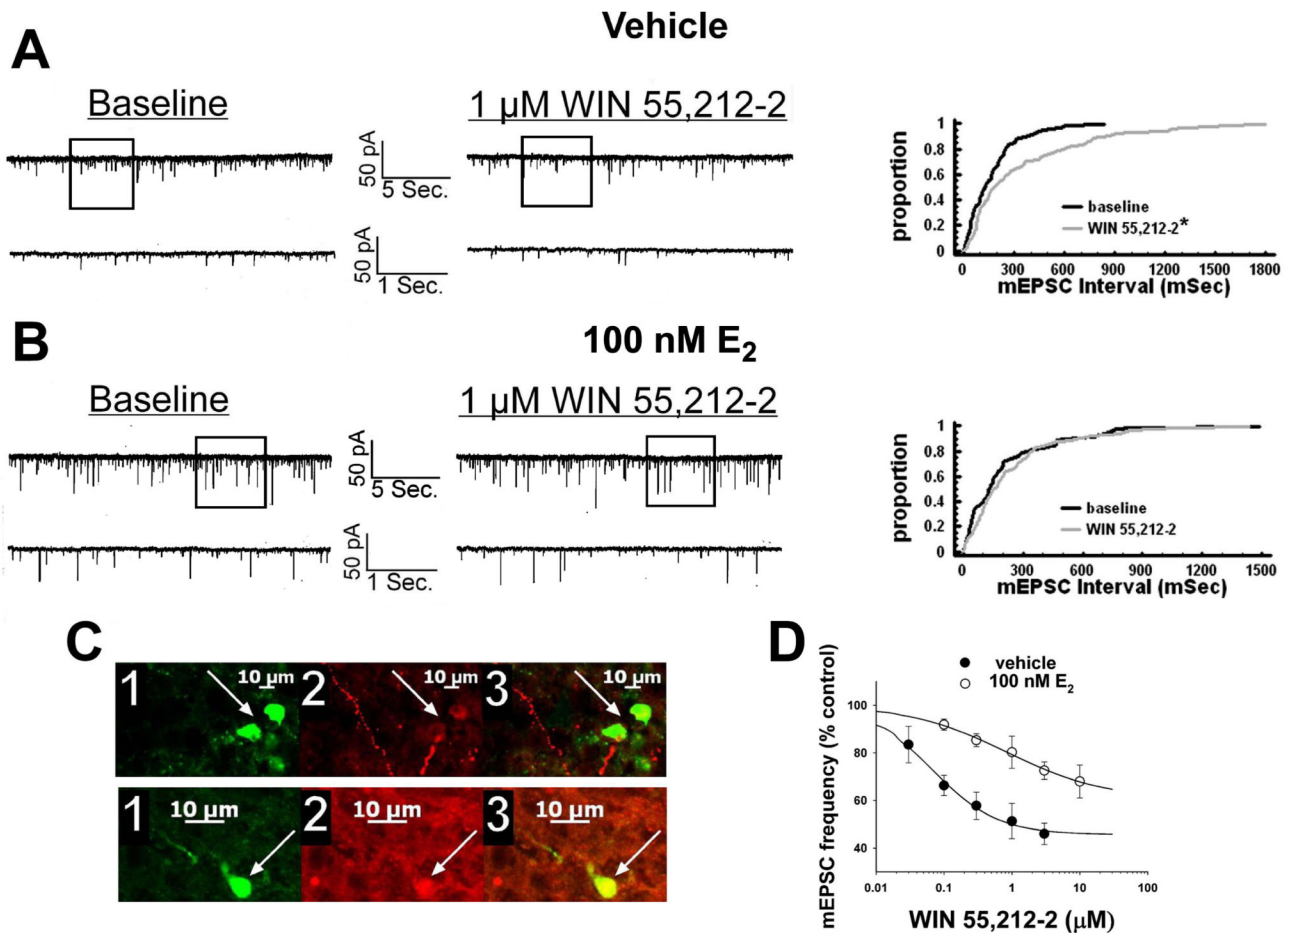 Vehicle
A
Baseline
1 µM WIN 55,212-2
50 pA
5 Sec.
50 pA
1 Sec.
proportion
1
0.8
0.6
0.4
0.2
0
baseline
WIN 55,212-2*
0 300 600 900 1200 1500 1800
mEPSC Interval (mSec)
B
100 nM E2
Baseline
1 µM WIN 55,212-2
50 pA
5 Sec.
50 pA
1 Sec.
proportion
1
0.8
0.6
0.4
0.2
0
baseline
WIN 55,212-2
0 300 600 900 1200 1500
mEPSC Interval (mSec)
C
1 10 µm 2 10 µm 3 10 µm
1 10 µm 2 10 µm 3 10 µm
D
vehicle
100 nM E2
mEPSC frequency (% control)
100
80
60
40
0.01 0.1 1 10 100
WIN 55,212-2 (µM)